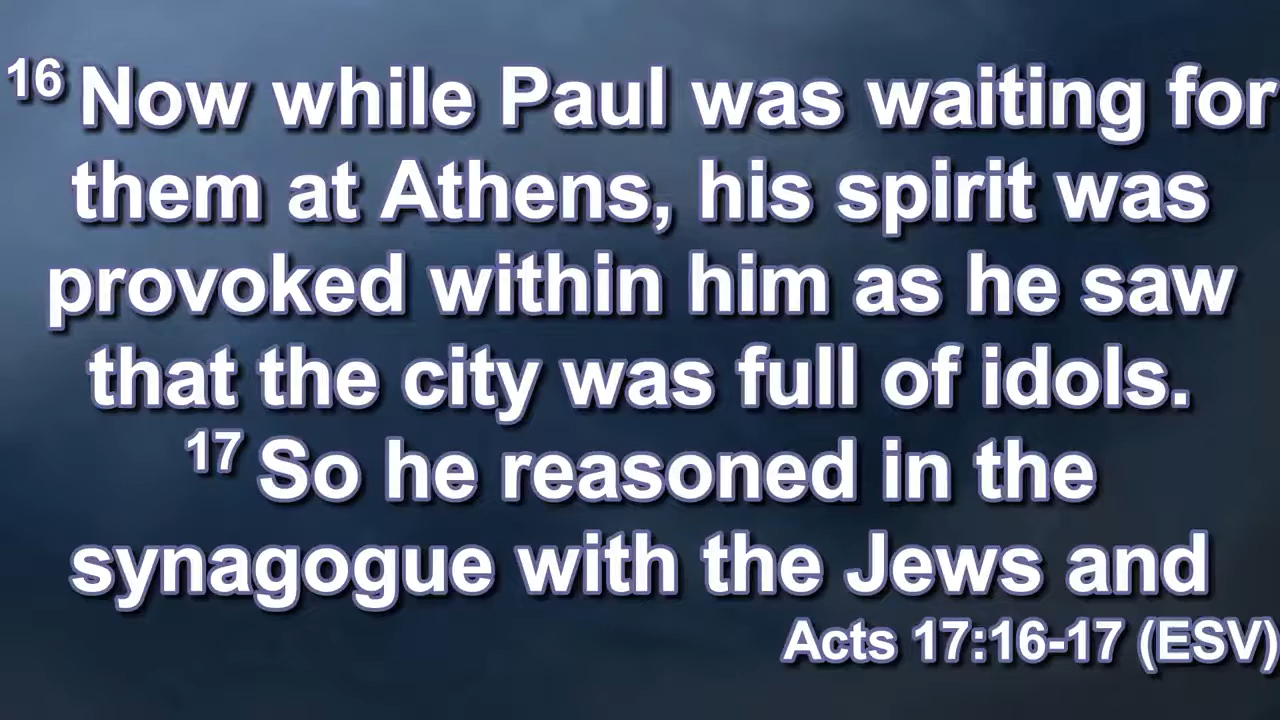 16 Now while Paul was waiting for
them at Athens, his spirit was
provoked within him as he saw
that the city was full of idols.
17 So he reasoned in the
synagogue with the Jews and
Acts 17:16-17 (ESV)